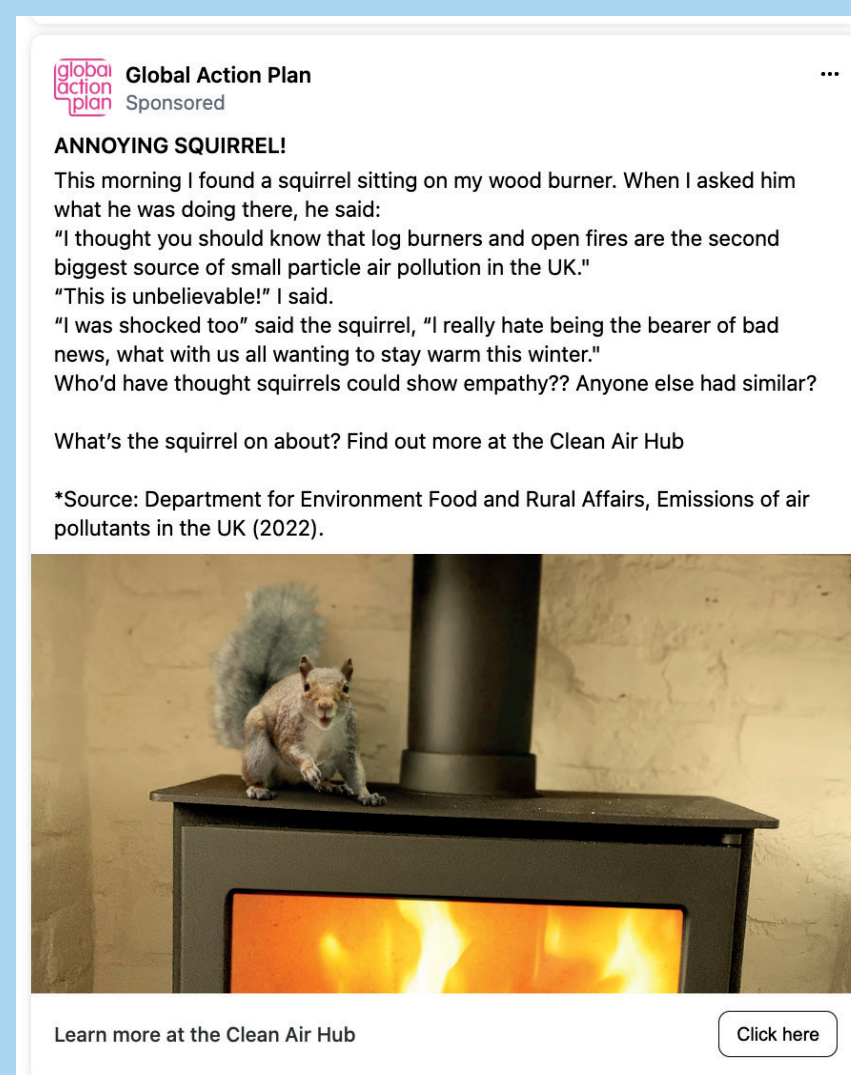 global
action
plan
Global Action Plan
Sponsored
...
ANNOYING SQUIRREL!
This morning I found a squirrel sitting on my wood burner. When I asked him
what he was doing there, he said:
“I thought you should know that log burners and open fires are the second
biggest source of small particle air pollution in the UK."
“This is unbelievable!” I said.
“I was shocked too” said the squirrel, “I really hate being the bearer of bad
news, what with us all wanting to stay warm this winter."
Who’d have thought squirrels could show empathy?? Anyone else had similar?
What’s the squirrel on about? Find out more at the Clean Air Hub
*Source: Department for Environment Food and Rural Affairs, Emissions of air
pollutants in the UK (2022).
Learn more at the Clean Air Hub
Click here